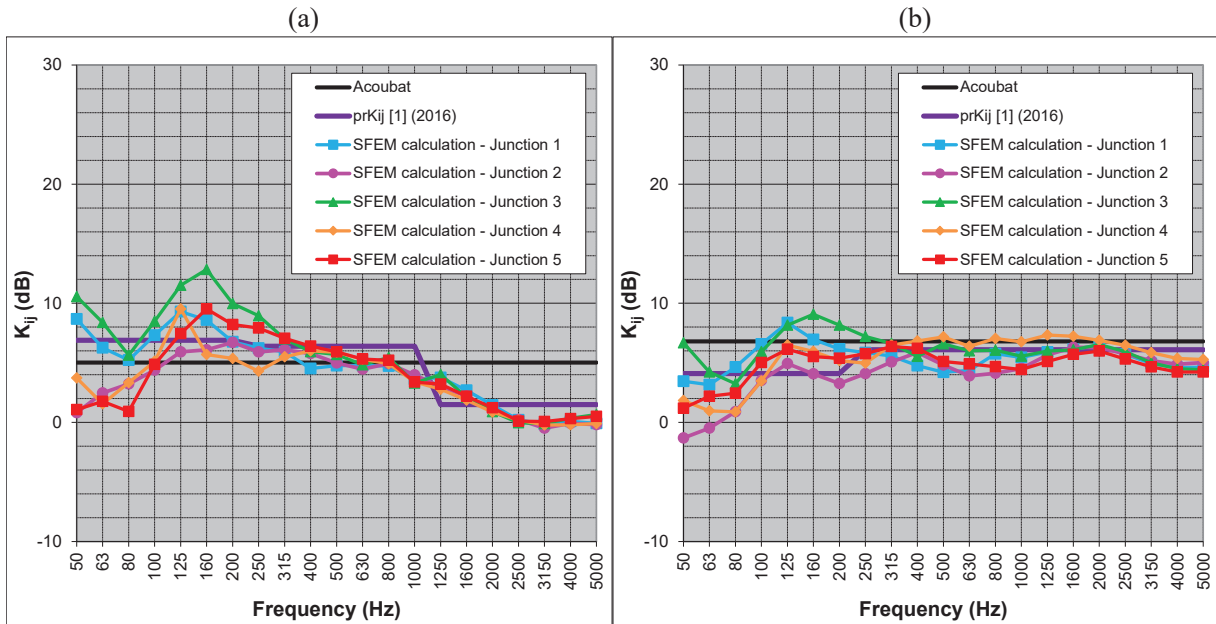 (a)
30
20
10
0
-10
K_ij (dB)
Acoubat
prKij [1] (2016)
SFEM calculation - Junction 1
SFEM calculation - Junction 2
SFEM calculation - Junction 3
SFEM calculation - Junction 4
SFEM calculation - Junction 5
50
63
80
100
125
160
200
250
315
400
500
630
800
1000
1250
1600
2000
2500
3150
4000
5000
Frequency (Hz)
(b)
30
20
10
0
-10
K_ij (dB)
Acoubat
prKij [1] (2016)
SFEM calculation - Junction 1
SFEM calculation - Junction 2
SFEM calculation - Junction 3
SFEM calculation - Junction 4
SFEM calculation - Junction 5
50
63
80
100
125
160
200
250
315
400
500
630
800
1000
1250
1600
2000
2500
3150
4000
5000
Frequency (Hz)